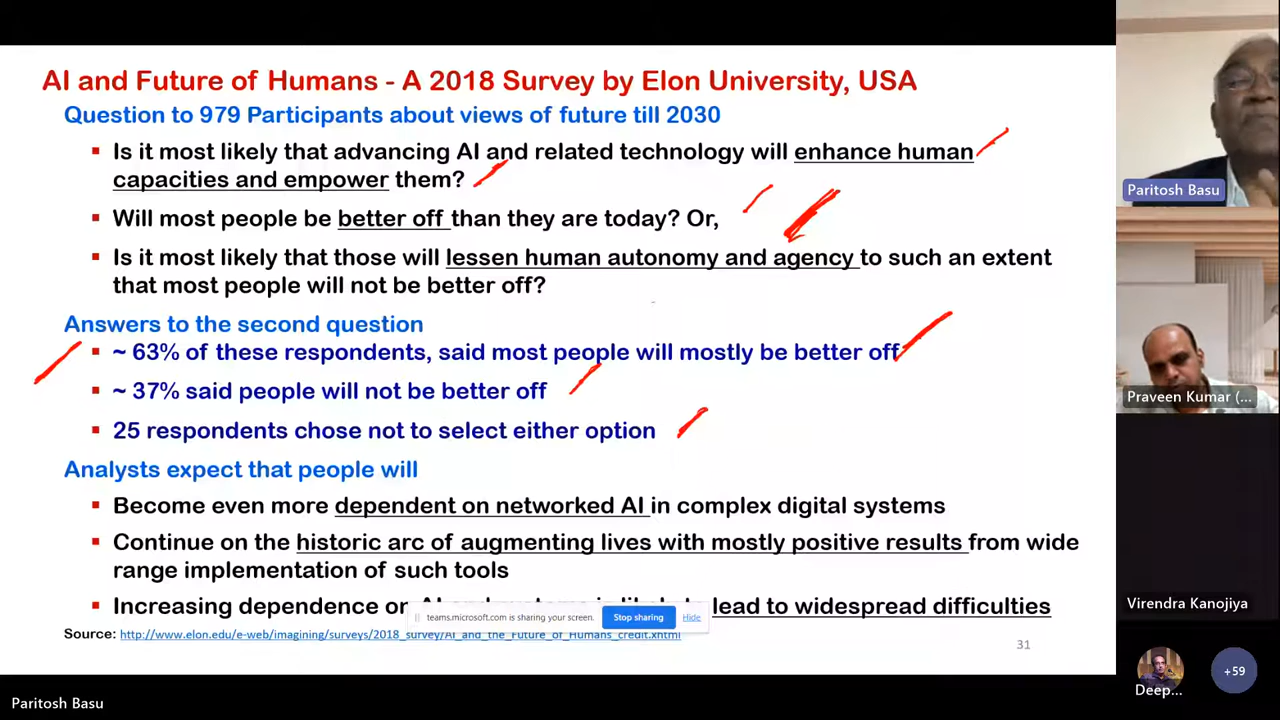 AI and Future of Humans - A 2018 Survey by Elon University, USA
Question to 979 Participants about views of future till 2030
▪ Is it most likely that advancing AI and related technology will enhance human
capacities and empower them?
▪ Will most people be better off than they are today? Or,
▪ Is it most likely that those will lessen human autonomy and agency to such an extent
that most people will not be better off?
Answers to the second question
▪ ~ 63% of these respondents, said most people will mostly be better off
▪ ~ 37% said people will not be better off
▪ 25 respondents chose not to select either option
Analysts expect that people will
▪ Become even more dependent on networked AI in complex digital systems
▪ Continue on the historic arc of augmenting lives with mostly positive results from wide
range implementation of such tools
▪ Increasing dependence on lead to widespread difficulties
teams.microsoft.com is sharing your screen. Stop sharing Hide
Source: http://www.elon.edu/e-web/imagining/surveys/2018_survey/AI_and_the_Future_of_Humans_credit.xhtml
31
Paritosh Basu
Paritosh Basu
Praveen Kumar (...
Virendra Kanojiya
Deep...
+59